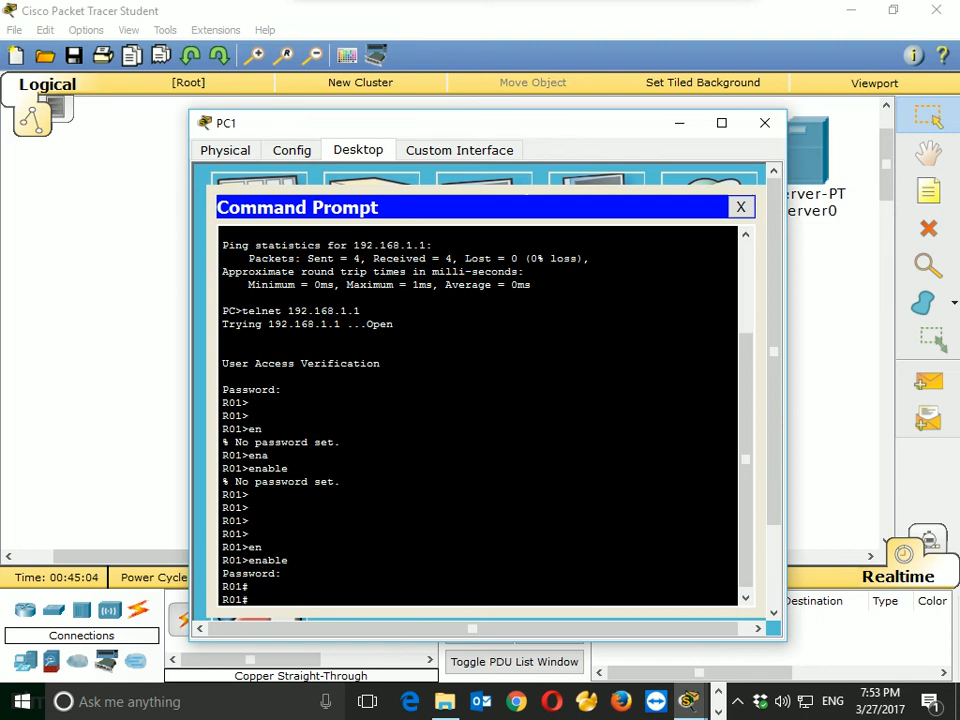 Cisco Packet Tracer Student
File Edit Options View Tools Extensions Help
Logical [Root] New Cluster Move Object Set Tiled Background Viewport
PC1
Physical Config Desktop Custom Interface
Command Prompt X
Ping statistics for 192.168.1.1:
Packets: Sent = 4, Received = 4, Lost = 0 (0% loss),
Approximate round trip times in milli-seconds:
Minimum = 0ms, Maximum = 1ms, Average = 0ms
PC>telnet 192.168.1.1
Trying 192.168.1.1 ...Open
User Access Verification
Password:
R01>
R01>
R01>en
% No password set.
R01>ena
R01>enable
% No password set.
R01>
R01>
R01>
R01>
R01>en
R01>enable
Password:
R01#
R01#
erver-PT
erver0
Time: 00:45:04 Power Cycle
Realtime
Connections
Copper Straight-Through
Toggle PDU List Window
Destination Type Color
Ask me anything
ENG
7:53 PM
3/27/2017
1